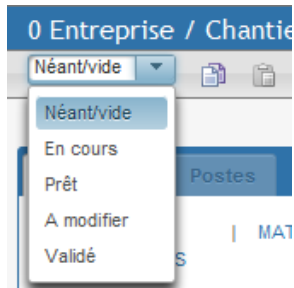 0 Entreprise / Chantie
Néant/vide
Néant/vide
En cours
Prêt
Postes
A modifier
| MAT
Validé
S